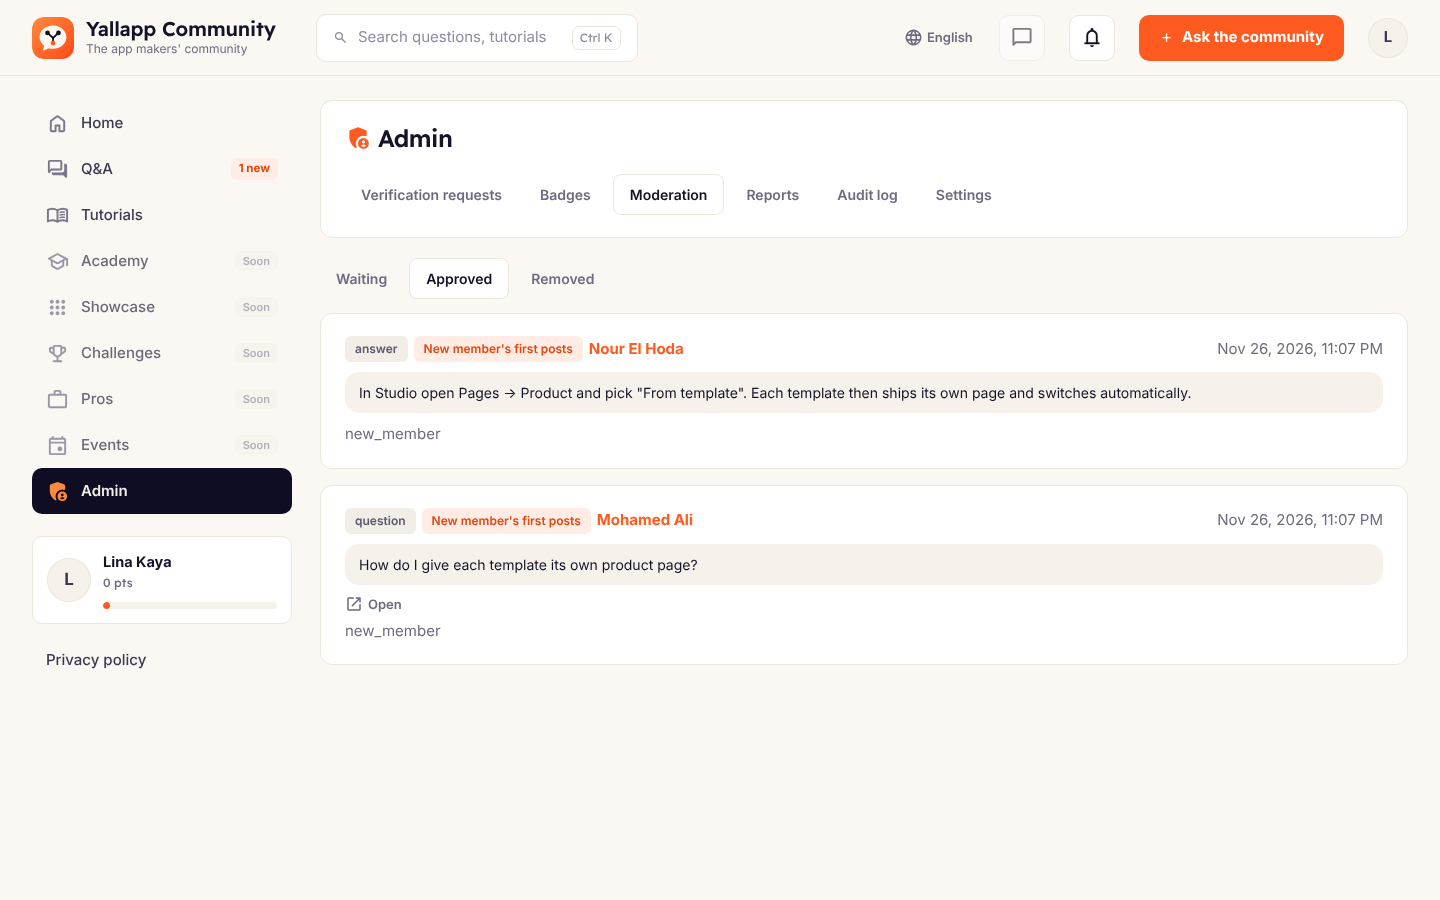 Yallapp Community
The app makers' community
Search questions, tutorials
Ctrl K
English
+ Ask the community
L
Home
Q&A
1 new
Tutorials
Academy
Soon
Showcase
Soon
Challenges
Soon
Pros
Soon
Events
Soon
Admin
L
Lina Kaya
0 pts
Privacy policy
Admin
Verification requests
Badges
Moderation
Reports
Audit log
Settings
Waiting
Approved
Removed
answer
New member's first posts
Nour El Hoda
Nov 26, 2026, 11:07 PM
In Studio open Pages → Product and pick "From template". Each template then ships its own page and switches automatically.
new_member
question
New member's first posts
Mohamed Ali
Nov 26, 2026, 11:07 PM
How do I give each template its own product page?
Open
new_member